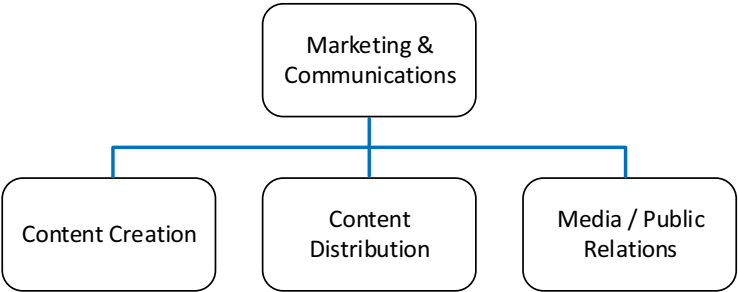 Marketing &
Communications
Content Creation
Content
Distribution
Media / Public
Relations